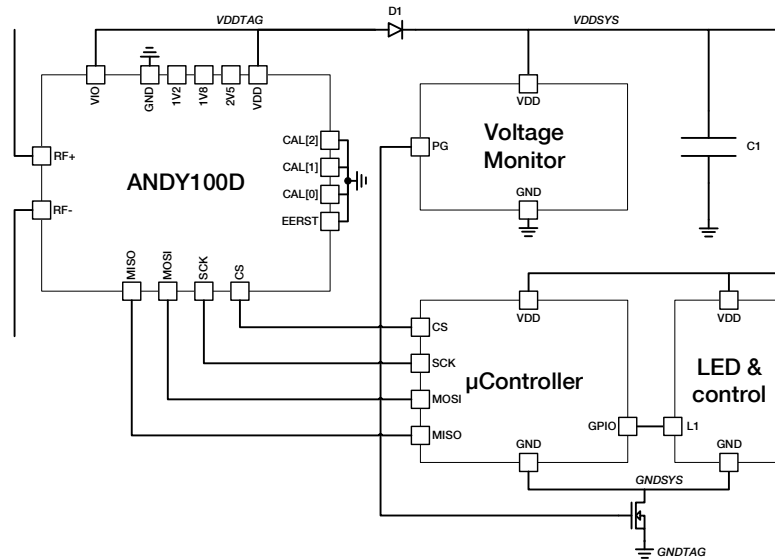 D1
VDDTAG
VDDSYS
VIO
GND
1V2
1V8
2V5
VDD
VDD
PG
Voltage
Monitor
GND
C1
RF+
RF-
ANDY100D
CAL[2]
CAL[1]
CAL[0]
EERST
MISO
MOSI
SCK
CS
VDD
VDD
CS
SCK
MOSI
MISO
µController
GPIO
GND
LED &
control
L1
GND
GNDSYS
GNDTAG